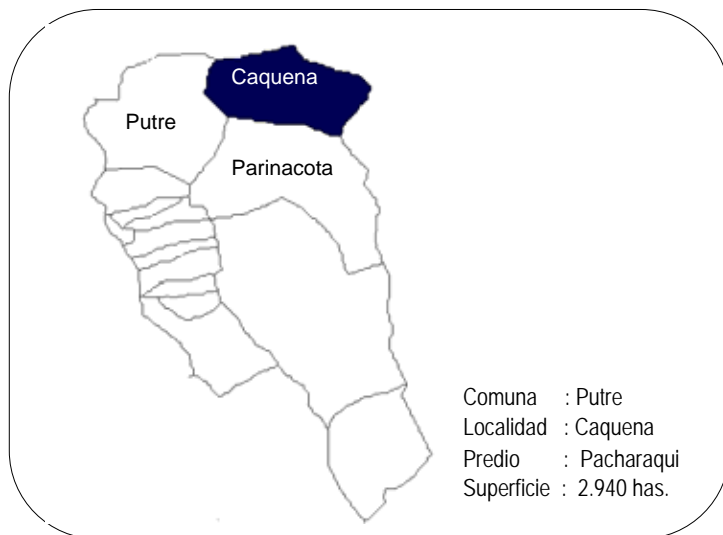 Caquena
Putre
Parinacota
Comuna : Putre
Localidad : Caquena
Predio : Pacharaqui
Superficie : 2.940 has.